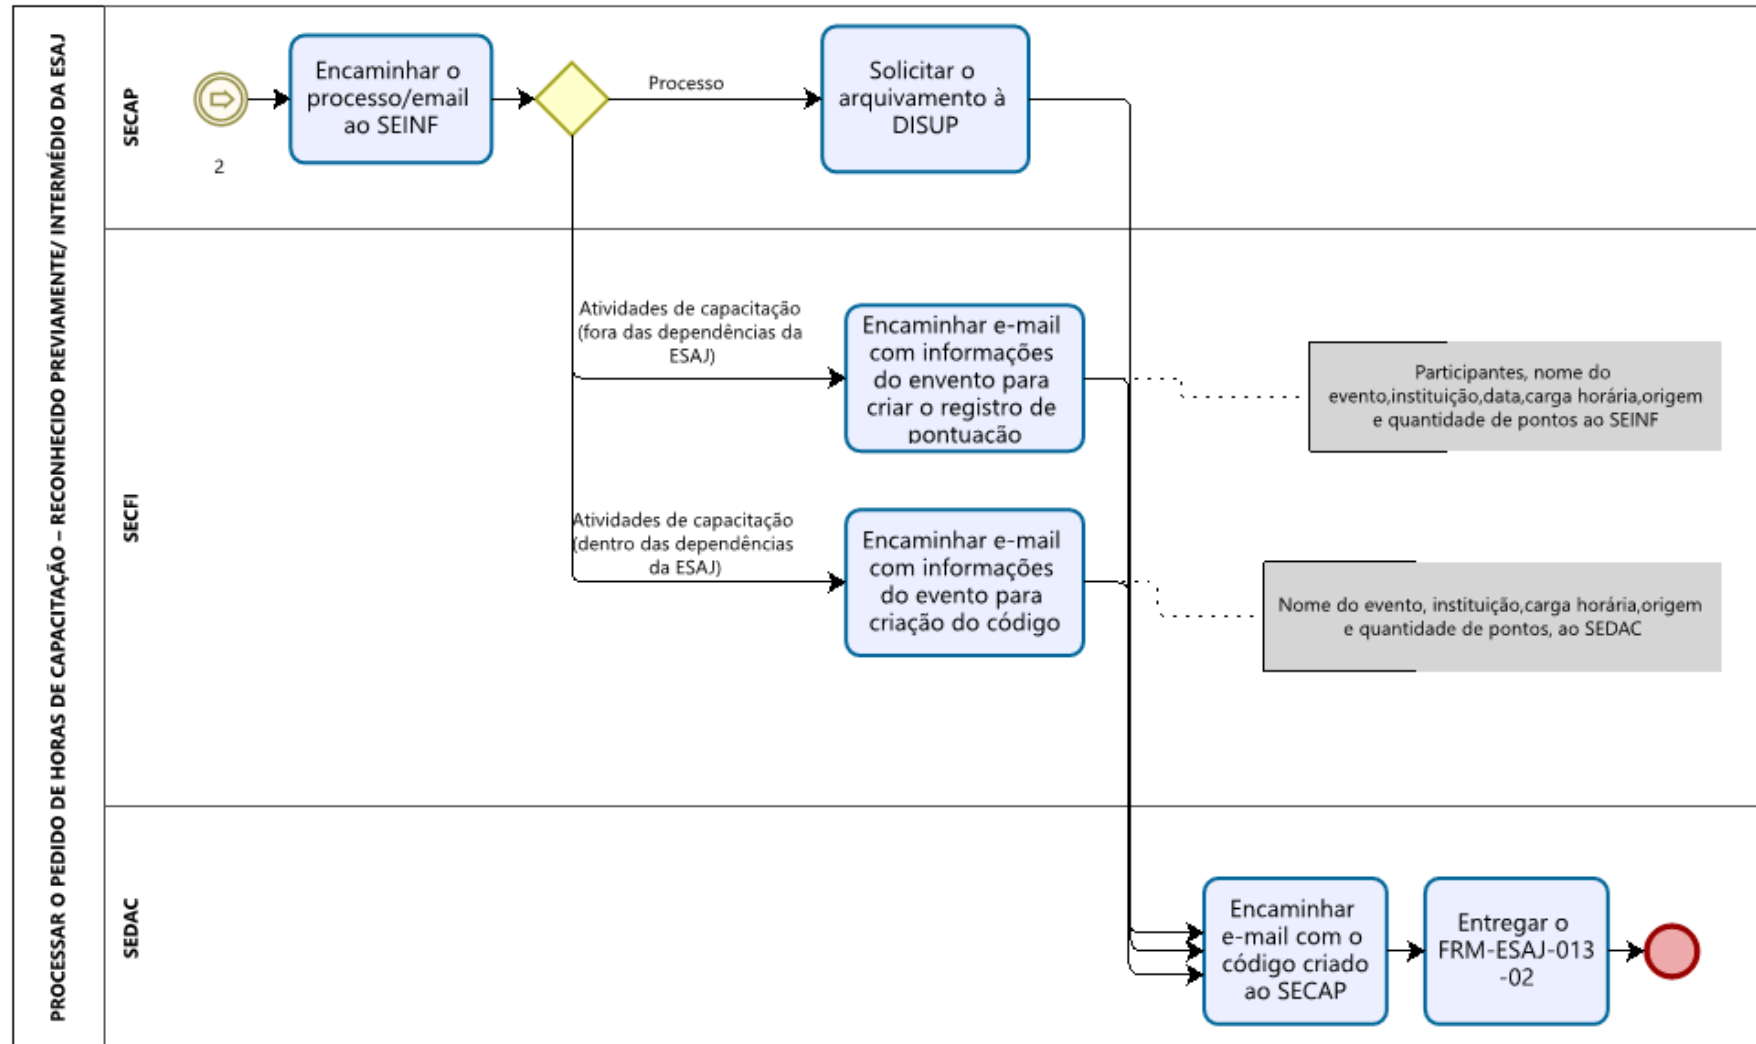 PROCESSAR O PEDIDO DE HORAS DE CAPACITAÇÃO – RECONHECIDO PREVIAMENTE/ INTERMÉDIO DA ESAJ
SECAP
2
Encaminhar o
processo/email
ao SEINF
Processo
Solicitar o
arquivamento à
DISUP
SECFI
Atividades de capacitação
(fora das dependências da
ESAJ)
Encaminhar e-mail
com informações
do envento para
criar o registro de
pontuação
Participantes, nome do
evento,instituição,data,carga horária,origem
e quantidade de pontos ao SEINF
Atividades de capacitação
(dentro das dependências
da ESAJ)
Encaminhar e-mail
com informações
do evento para
criação do código
Nome do evento, instituição,carga horária,origem
e quantidade de pontos, ao SEDAC
SEDAC
Encaminhar
e-mail com o
código criado
ao SECAP
Entregar o
FRM-ESAJ-013
-02